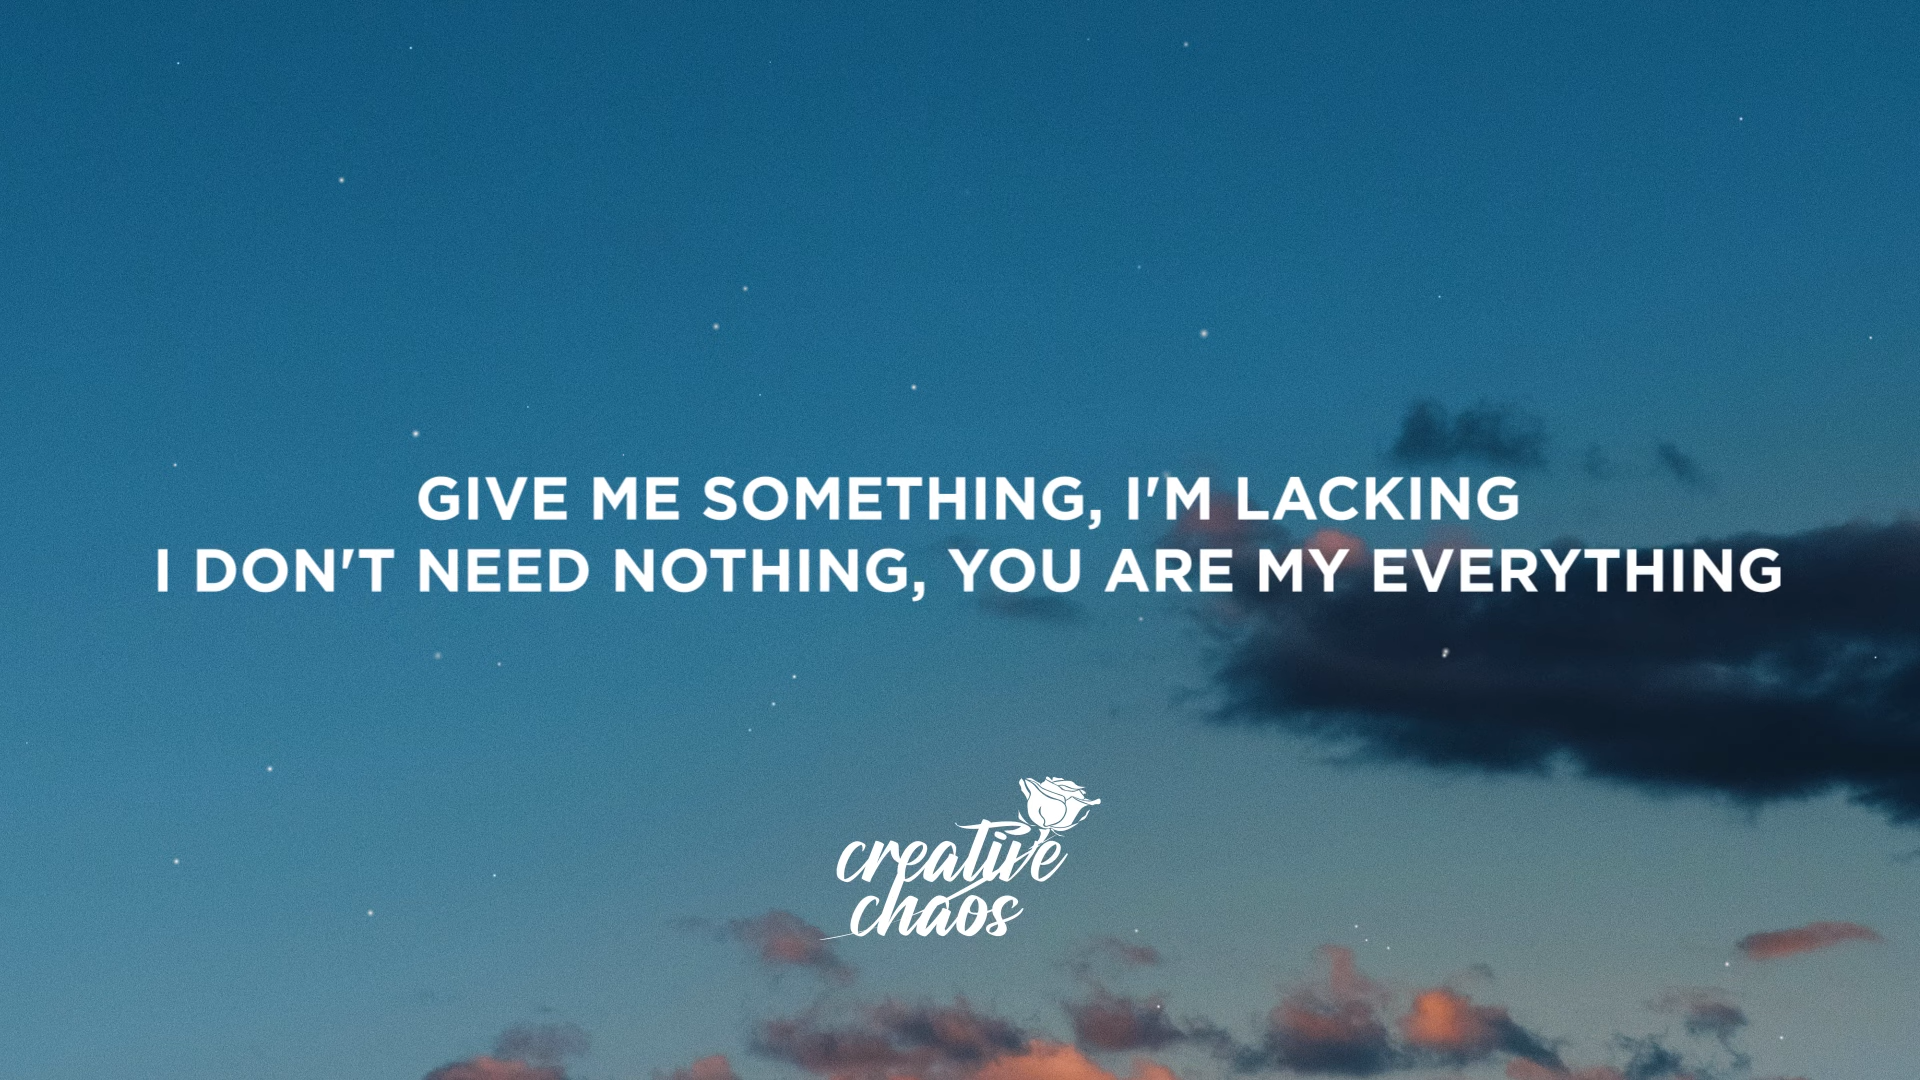 GIVE ME SOMETHING, I'M LACKING
I DON'T NEED NOTHING, YOU ARE MY EVERYTHING
creative
chaos